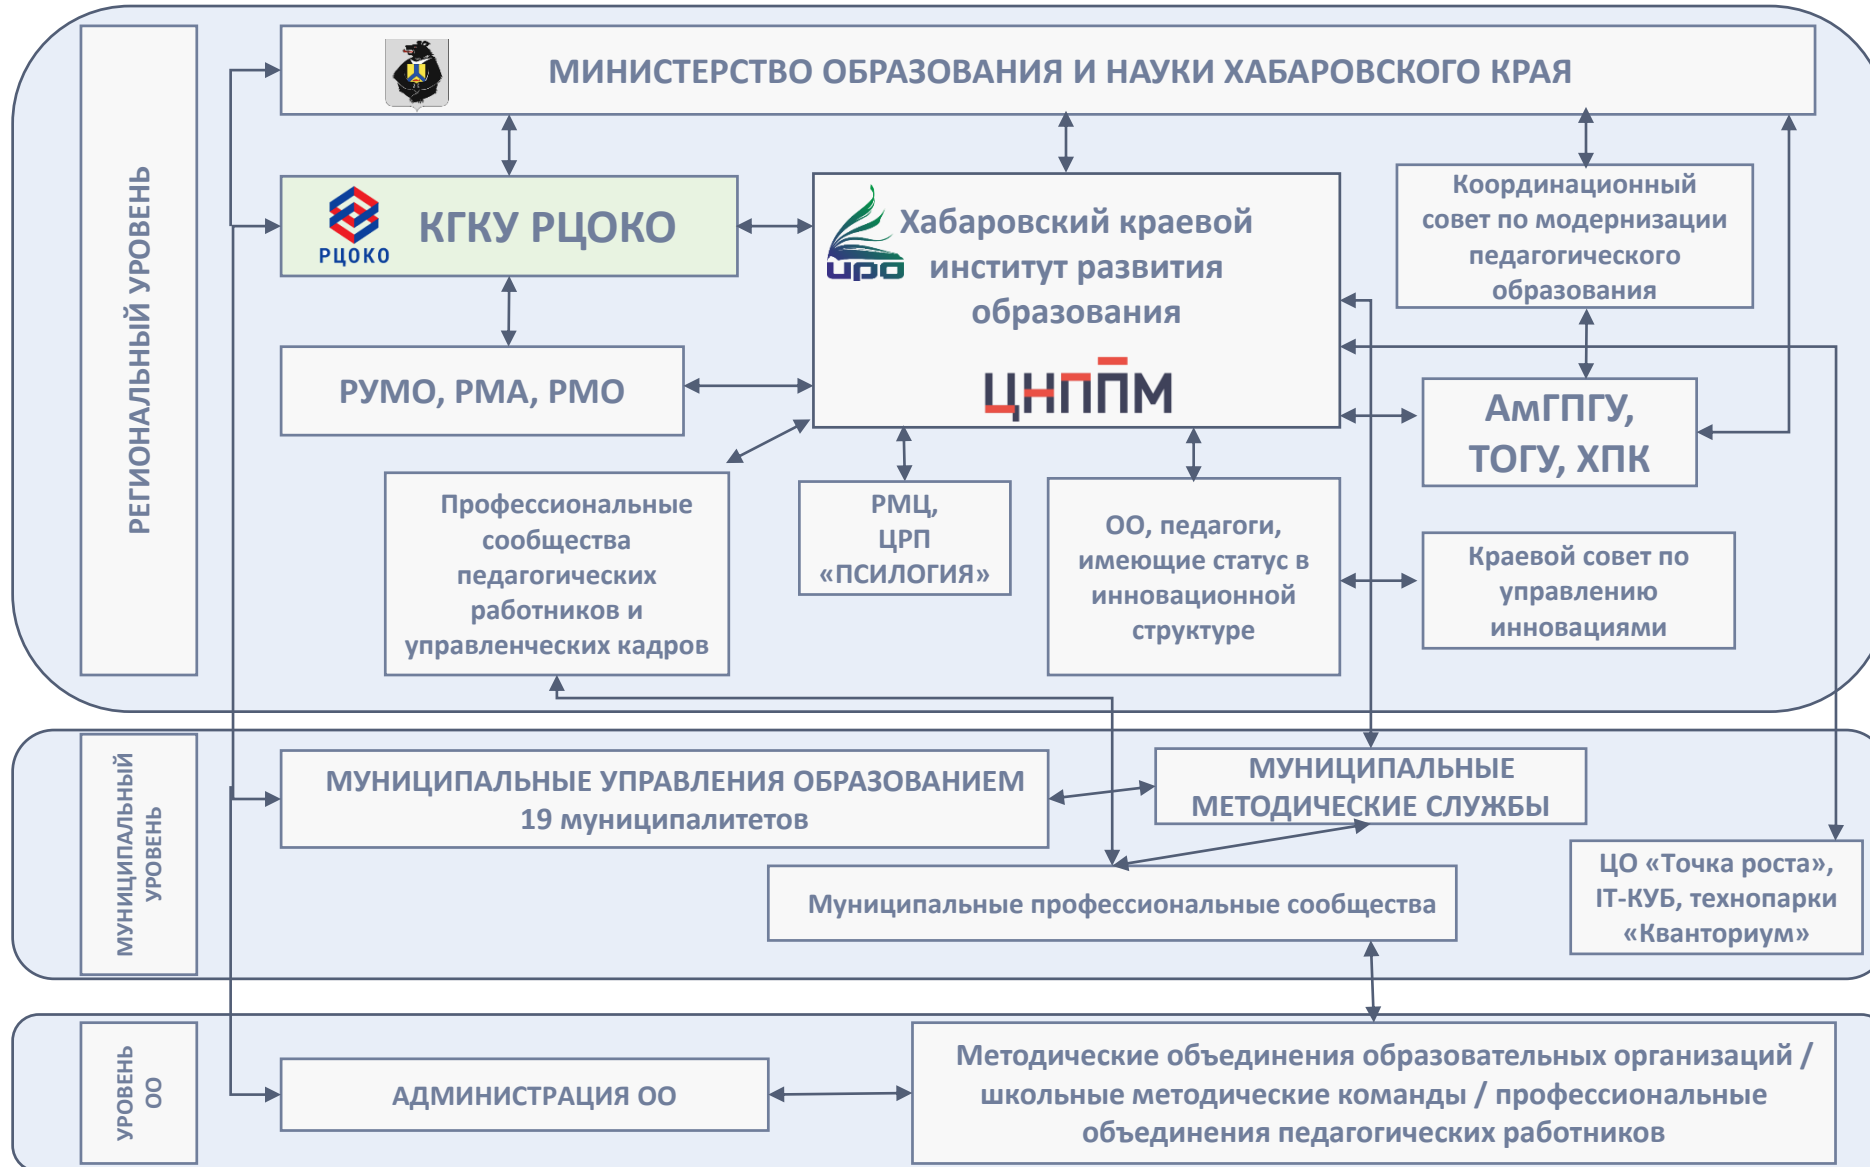 РЕГИОНАЛЬНЫЙ УРОВЕНЬ
МИНИСТЕРСТВО ОБРАЗОВАНИЯ И НАУКИ ХАБАРОВСКОГО КРАЯ
РЦОКО
КГКУ РЦОКО
иро
Хабаровский краевой
институт развития
образования
ЦНППМ
Координационный
совет по модернизации
педагогического
образования
РУМО, РМА, РМО
АмГПГУ,
ТОГУ, ХПК
Профессиональные
сообщества
педагогических
работников и
управленческих кадров
РМЦ,
ЦРП
«ПСИЛОГИЯ»
ОО, педагоги,
имеющие статус в
инновационной
структуре
Краевой совет по
управлению
инновациями
МУНИЦИПАЛЬНЫЙ
УРОВЕНЬ
МУНИЦИПАЛЬНЫЕ УПРАВЛЕНИЯ ОБРАЗОВАНИЕМ
19 муниципалитетов
МУНИЦИПАЛЬНЫЕ
МЕТОДИЧЕСКИЕ СЛУЖБЫ
Муниципальные профессиональные сообщества
ЦО «Точка роста»,
IT-КУБ, технопарки
«Кванториум»
УРОВЕНЬ
ОО
АДМИНИСТРАЦИЯ ОО
Методические объединения образовательных организаций /
школьные методические команды / профессиональные
объединения педагогических работников